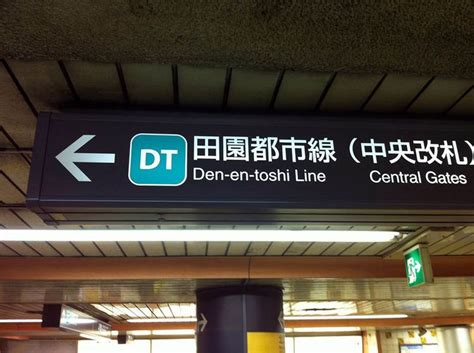 DT 田園都市線（中央改札）
Den-en-toshi Line Central Gates